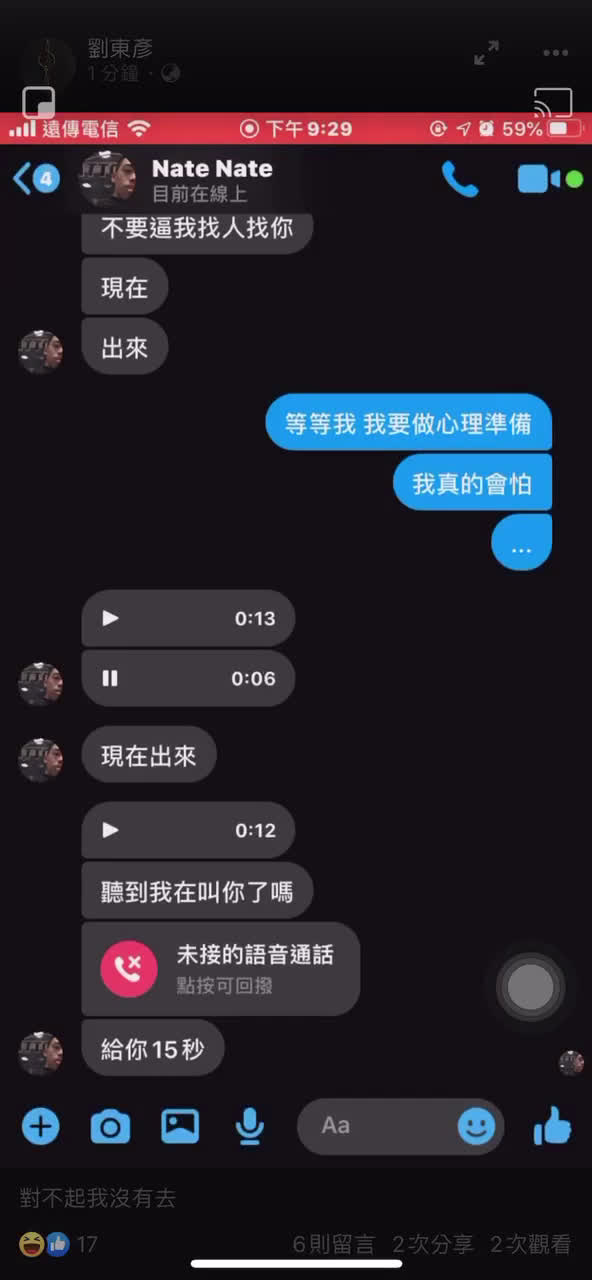 劉東彥
1分鐘 ·
遠傳電信 下午9:29 59%
4 Nate Nate
目前在線上
不要逼我找人找你
現在
出來
等等我 我要做心理準備
我真的會怕
...
0:13
0:06
現在出來
0:12
聽到我在叫你了嗎
未接的語音通話
點按可回撥
給你15秒
Aa
對不起我沒有去
17 6則留言 2次分享 2次觀看